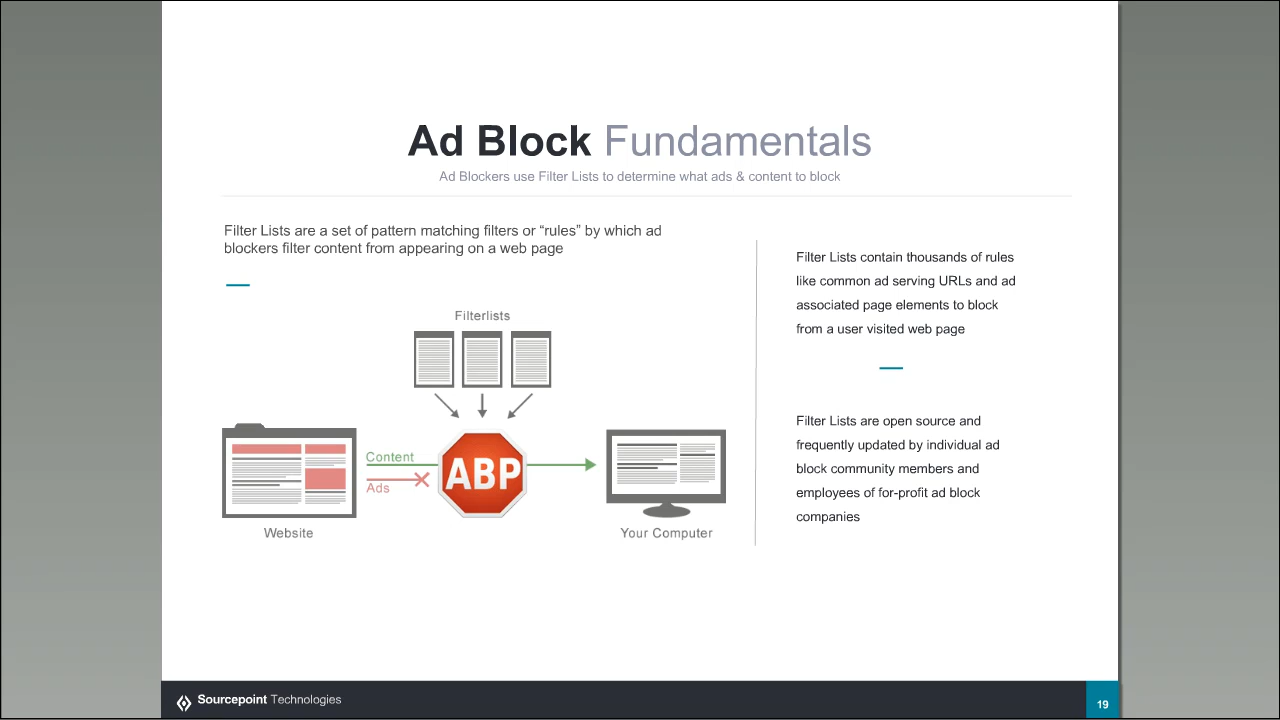 Ad Block Fundamentals
Ad Blockers use Filter Lists to determine what ads & content to block
Filter Lists are a set of pattern matching filters or “rules” by which ad
blockers filter content from appearing on a web page
Filterlists
Content
Ads
ABP
Website
Your Computer
Filter Lists contain thousands of rules
like common ad serving URLs and ad
associated page elements to block
from a user visited web page
Filter Lists are open source and
frequently updated by individual ad
block community members and
employees of for-profit ad block
companies
Sourcepoint Technologies
19